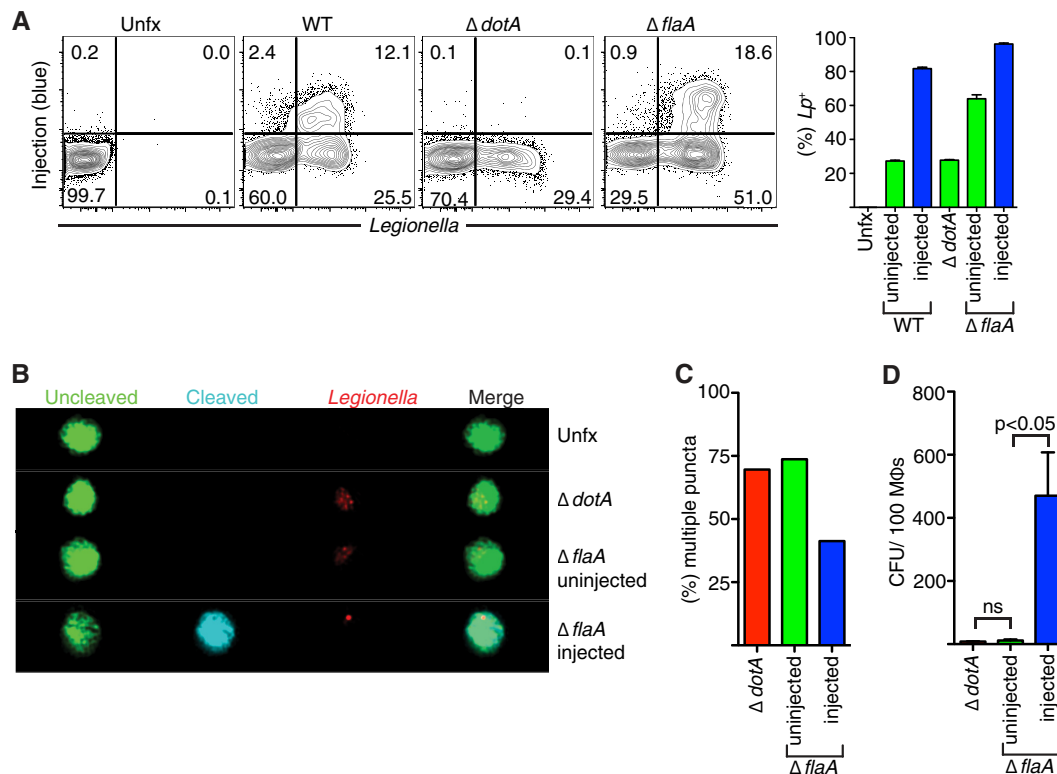 A
Unfx
WT
Δ dotA
Δ flaA
Injection (blue)
0.2
0.0
99.7
0.1
2.4
12.1
60.0
25.5
0.1
0.1
70.4
29.4
0.9
18.6
29.5
51.0
Legionella
(%) Lp+
100
80
60
40
20
Unfx
uninjected
injected
Δ dotA
uninjected
injected
WT
Δ flaA
B
Uncleaved
Cleaved
Legionella
Merge
Unfx
Δ dotA
Δ flaA
uninjected
Δ flaA
injected
C
(%) multiple puncta
100
75
50
25
Δ dotA
uninjected
injected
Δ flaA
D
CFU/ 100 MΦs
800
600
400
200
p<0.05
ns
Δ dotA
uninjected
injected
Δ flaA